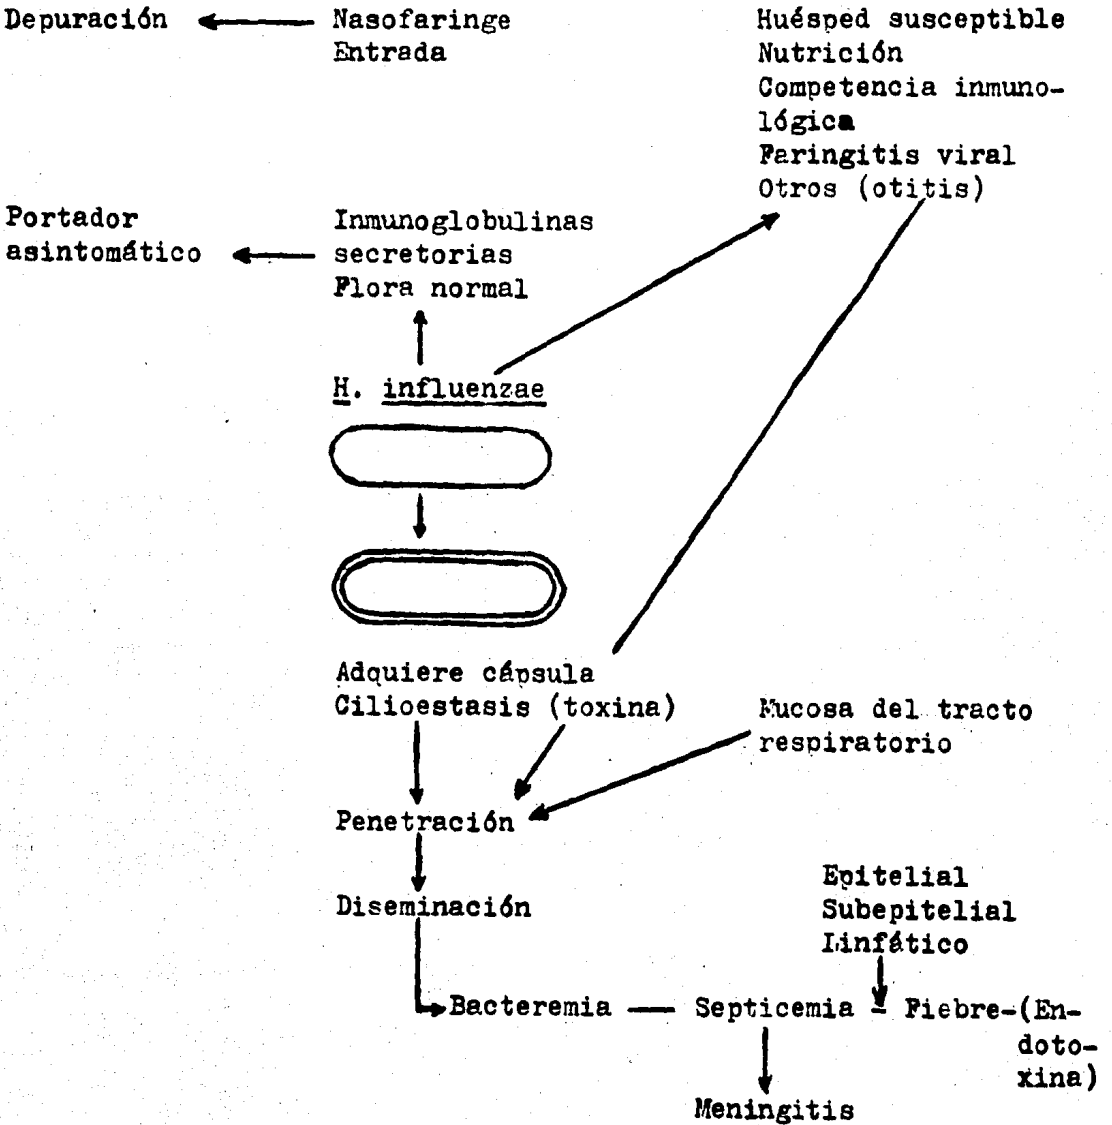 Depuración
Nasofaringe
Entrada
Huésped susceptible
Nutrición
Competencia inmuno-
lógica
Faringitis viral
Otros (otitis)
Portador
asintomático
Inmunoglobulinas
secretorias
Flora normal
H. influenzae
Adquiere cápsula
Cilioestasis (toxina)
Mucosa del tracto
respiratorio
Penetración
Diseminación
Epitelial
Subepitelial
Linfático
Bacteremia — Septicemia - Fiebre-(En-
doto-
xina)
Meningitis